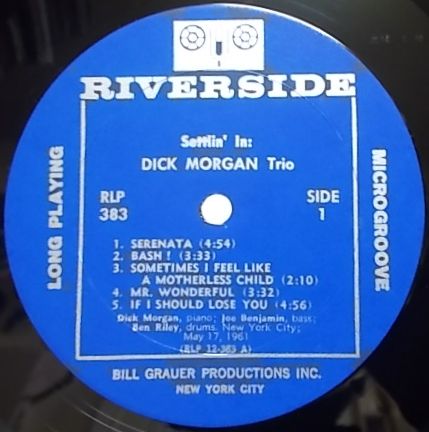 RIVERSIDE
Settlin' In:
DICK MORGAN Trio
RLP
383
SIDE
1
LONG PLAYING
MICROGROOVE
1. SERENATA (4:54)
2. BASH! (3:33)
3. SOMETIMES I FEEL LIKE
A MOTHERLESS CHILD (2:10)
4. MR. WONDERFUL (3:32)
5. IF I SHOULD LOSE YOU (4:56)
Dick Morgan, piano; Joe Benjamin, bass;
Ben Riley, drums. New York City;
May 17, 1961
(RLP 12-383 A)
BILL GRAUER PRODUCTIONS INC.
NEW YORK CITY